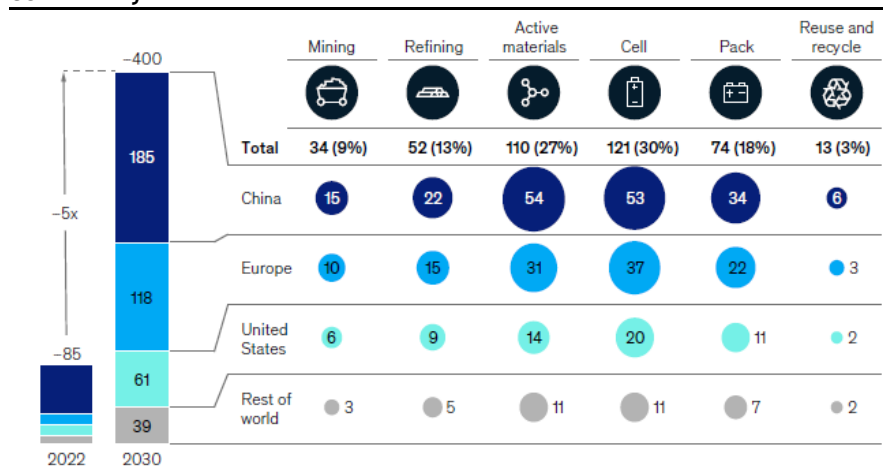 Mining Refining Active materials Cell Pack Reuse and recycle
~400
Total 34 (9%) 52 (13%) 110 (27%) 121 (30%) 74 (18%) 13 (3%)
185
China 15 22 54 53 34 6
~5x
Europe 10 15 31 37 22 3
118
United States 6 9 14 20 11 2
~85
61
Rest of world 3 5 11 11 7 2
39
2022 2030